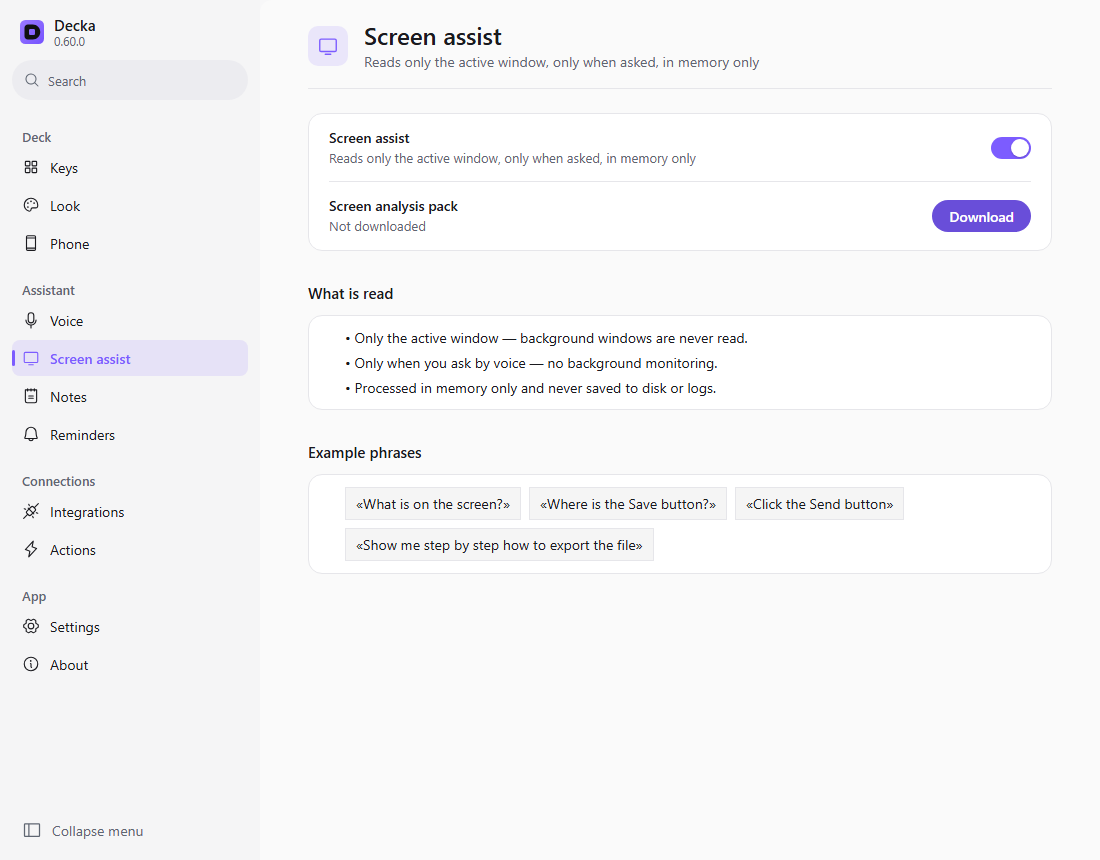 Decka
0.60.0
Search
Deck
Keys
Look
Phone
Assistant
Voice
Screen assist
Notes
Reminders
Connections
Integrations
Actions
App
Settings
About
Collapse menu
Screen assist
Reads only the active window, only when asked, in memory only
Screen assist
Reads only the active window, only when asked, in memory only
Screen analysis pack
Not downloaded
Download
What is read
• Only the active window — background windows are never read.
• Only when you ask by voice — no background monitoring.
• Processed in memory only and never saved to disk or logs.
Example phrases
«What is on the screen?» «Where is the Save button?» «Click the Send button»
«Show me step by step how to export the file»